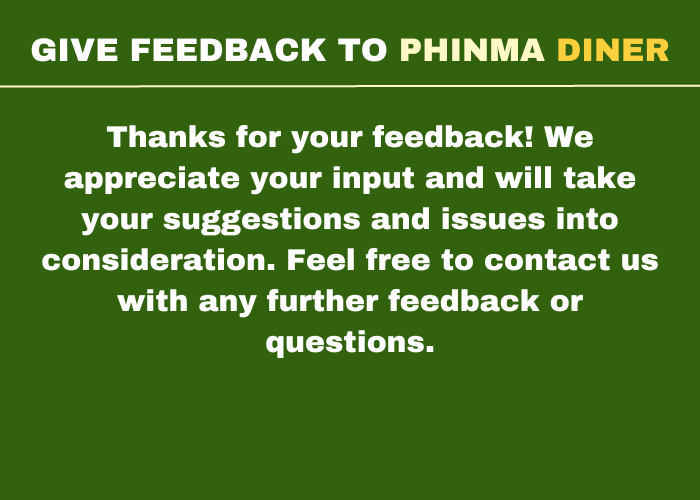 GIVE FEEDBACK TO PHINMA DINER
Thanks for your feedback! We
appreciate your input and will take
your suggestions and issues into
consideration. Feel free to contact us
with any further feedback or
questions.